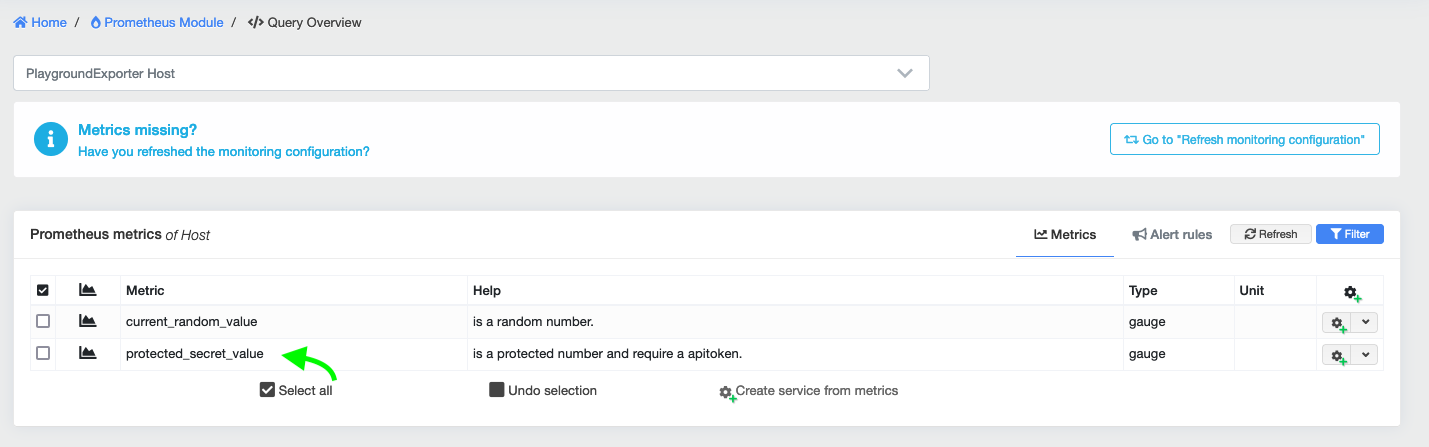 Home / Prometheus Module / </> Query Overview
PlaygroundExporter Host
Metrics missing?
Have you refreshed the monitoring configuration?
Go to "Refresh monitoring configuration"
Prometheus metrics of Host
Metrics Alert rules Refresh Filter
Metric Help Type Unit
current_random_value is a random number. gauge
protected_secret_value is a protected number and require a apitoken. gauge
Select all Undo selection Create service from metrics